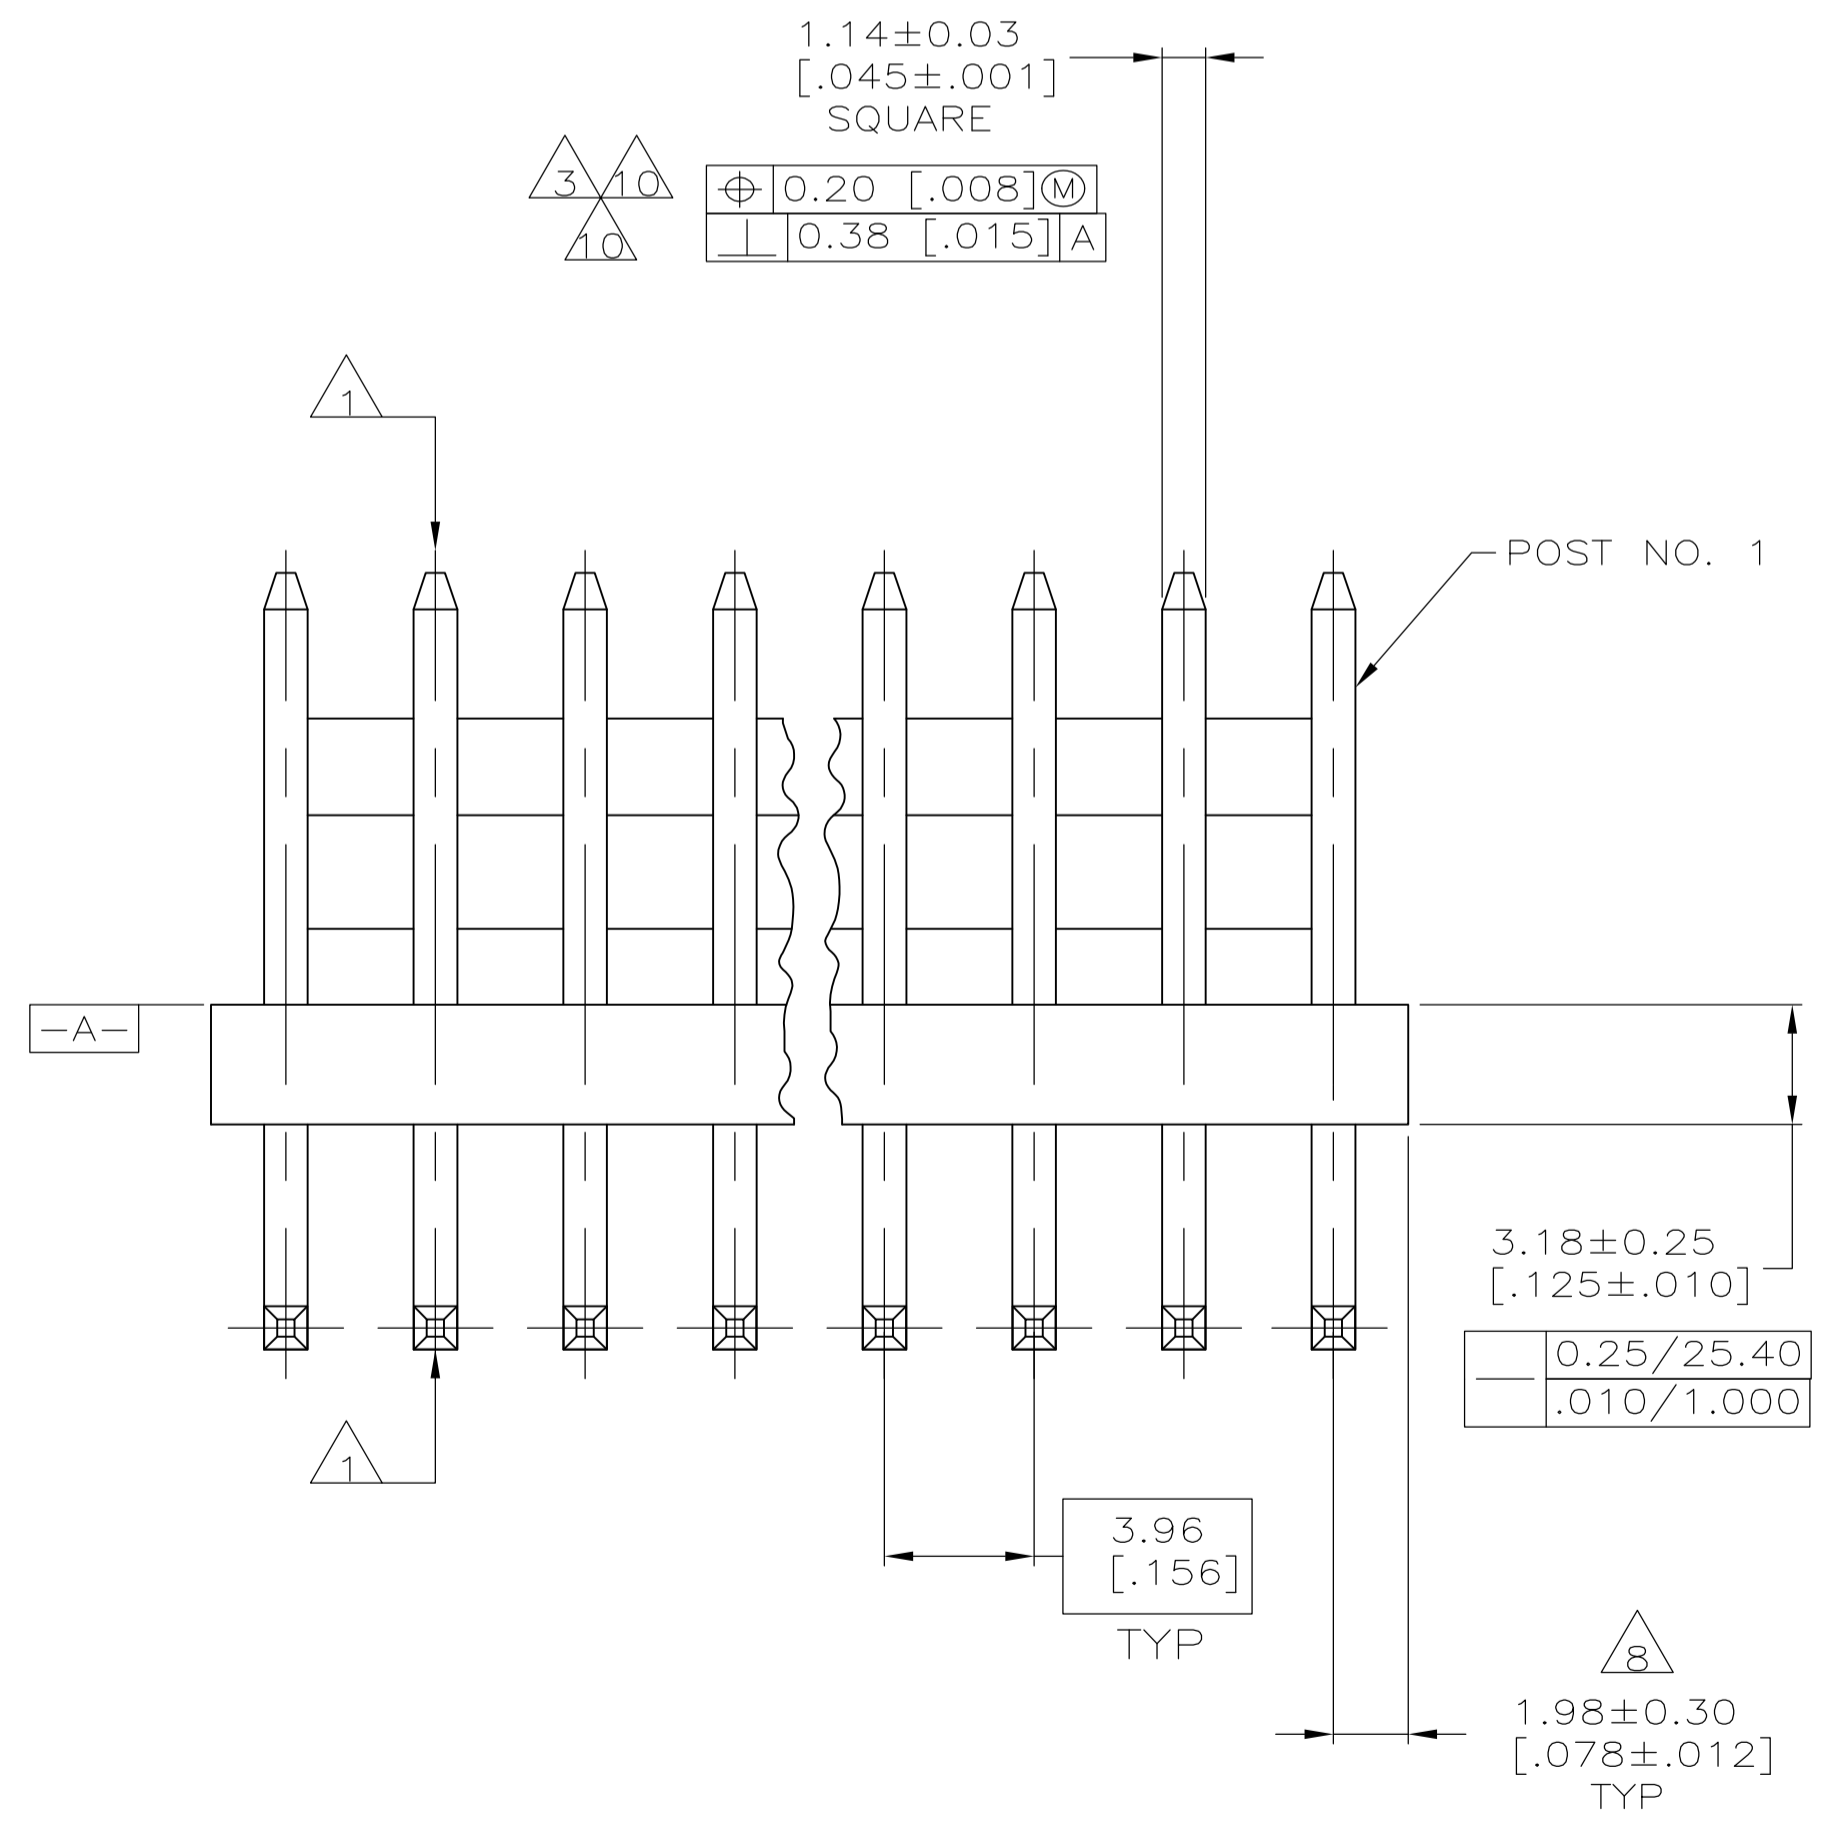 1.14±0.03
[.045±.001]
SQUARE
3 10
⌖ 0.20 [.008] Ⓜ
10
⊥ 0.38 [.015] A
1
POST NO. 1
-A-
3.18±0.25
[.125±.010]
— 0.25/25.40
.010/1.000
1
3.96
[.156]
TYP
8
1.98±0.30
[.078±.012]
TYP